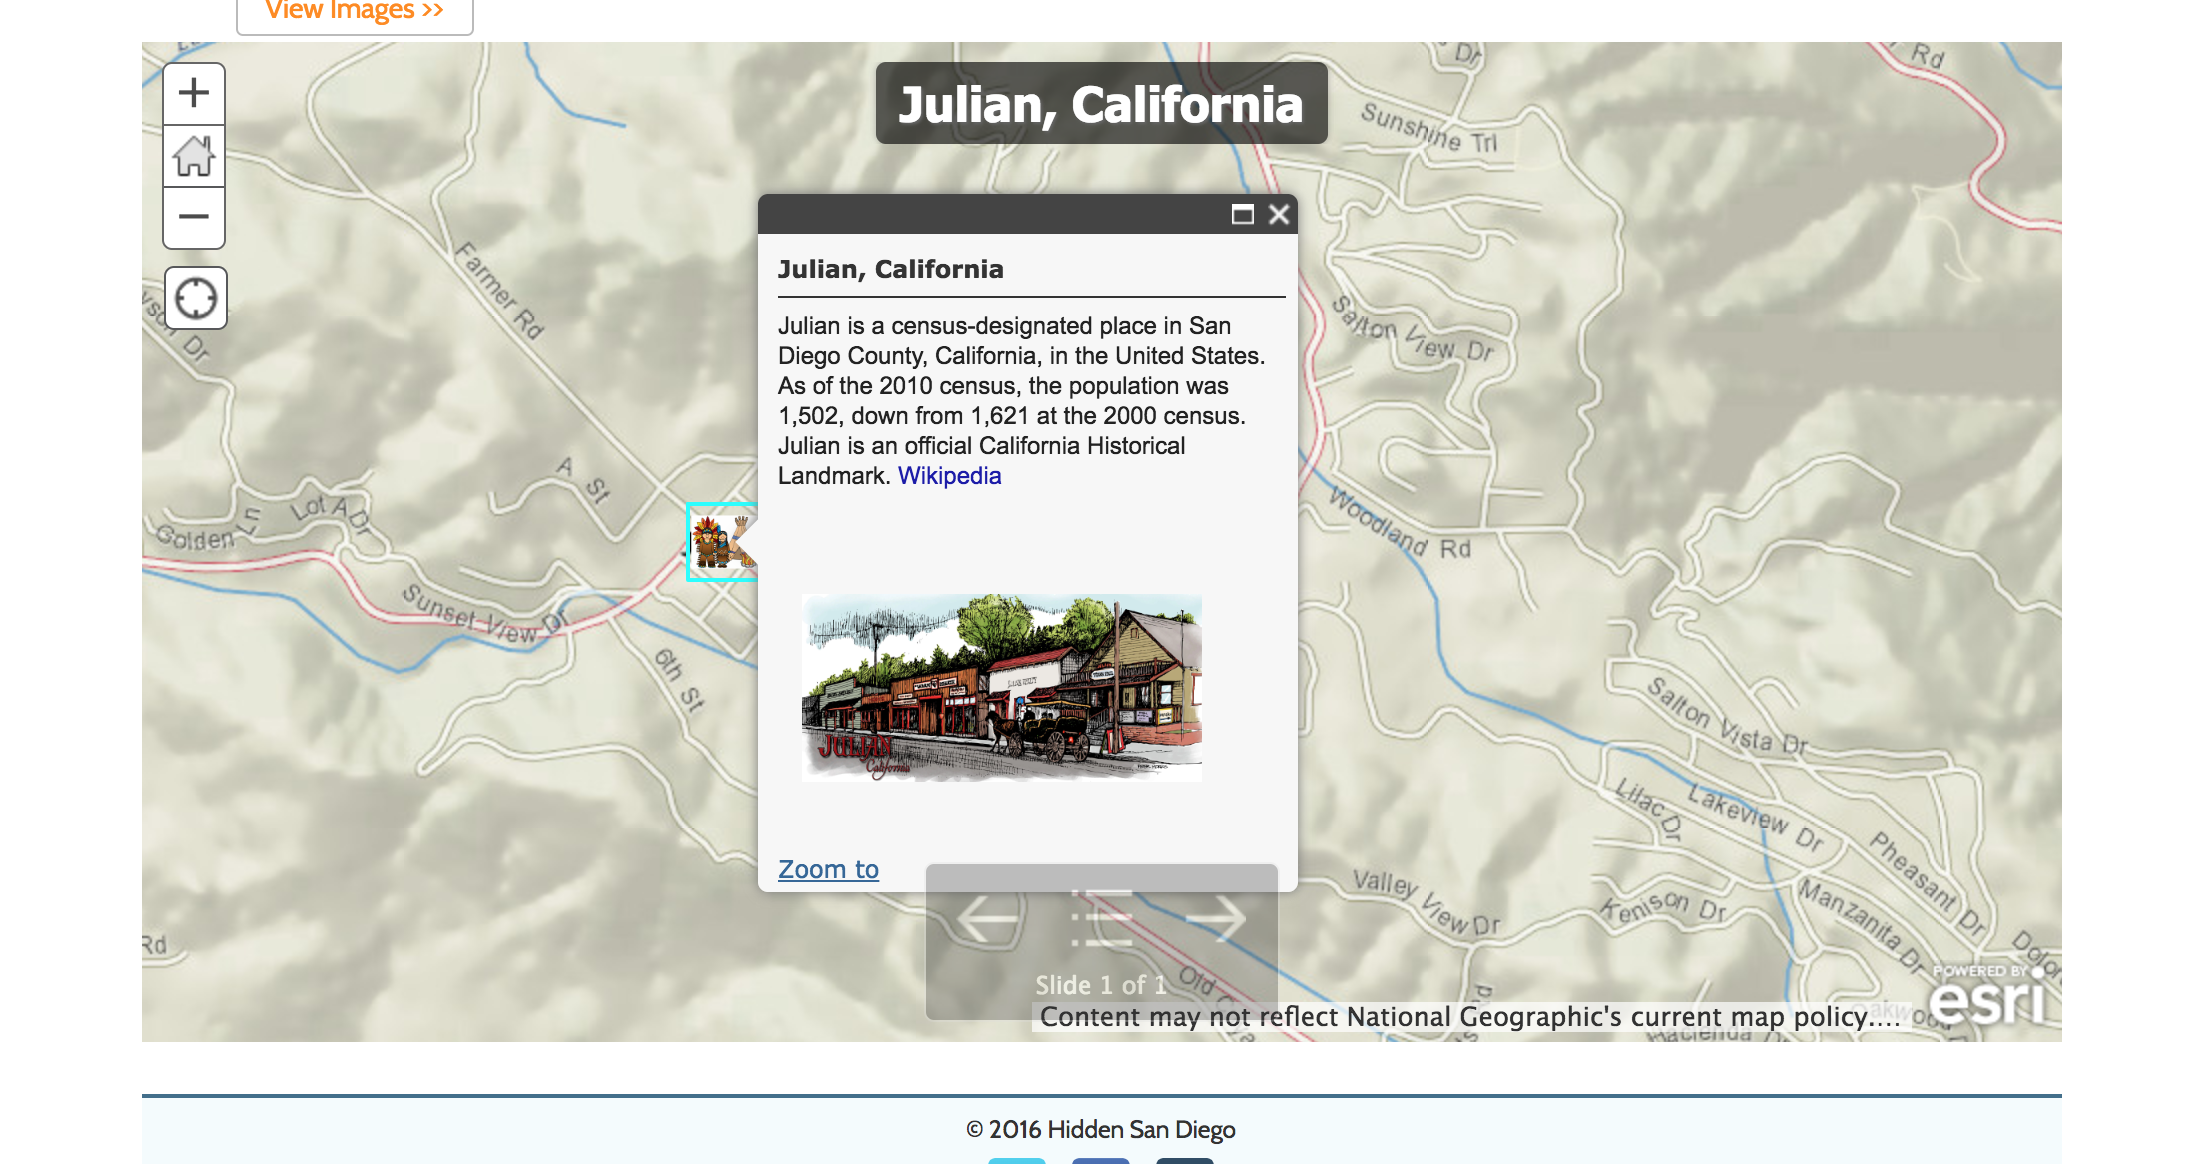 View Images >>
Julian, California
Julian, California
Julian is a census-designated place in San
Diego County, California, in the United States.
As of the 2010 census, the population was
1,502, down from 1,621 at the 2000 census.
Julian is an official California Historical
Landmark. Wikipedia
JULIAN
California
Zoom to
Slide 1 of 1
Content may not reflect National Geographic's current map policy....
POWERED BY
esri
Dr
Rd
Sunshine Trl
Farmer Rd
Dr
Salton View Dr
A St
Lot A Dr
Golden Ln
Woodland Rd
Sunset View Dr
6th St
Salton Vista Dr
Lilac Dr
Lakeview Dr
Pheasant Dr
Valley View Dr
Kenison Dr
Manzanita Dr
Rd
Old
Hacienda
© 2016 Hidden San Diego